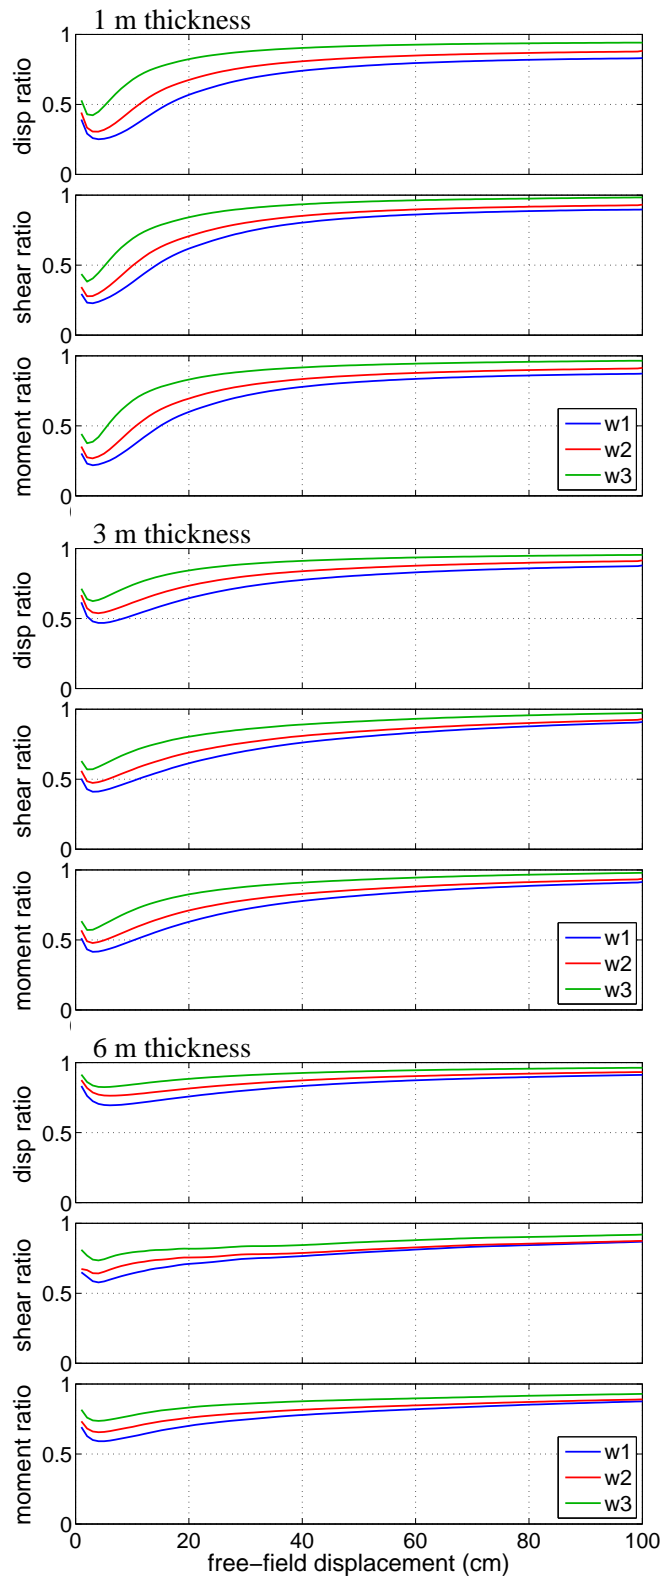 1 m thickness
1
0.5
0
disp ratio
1
0.5
0
shear ratio
1
0.5
0
moment ratio
w1
w2
w3
3 m thickness
1
0.5
0
disp ratio
1
0.5
0
shear ratio
1
0.5
0
moment ratio
w1
w2
w3
6 m thickness
1
0.5
0
disp ratio
1
0.5
0
shear ratio
1
0.5
0
moment ratio
w1
w2
w3
0 20 40 60 80 100
free-field displacement (cm)